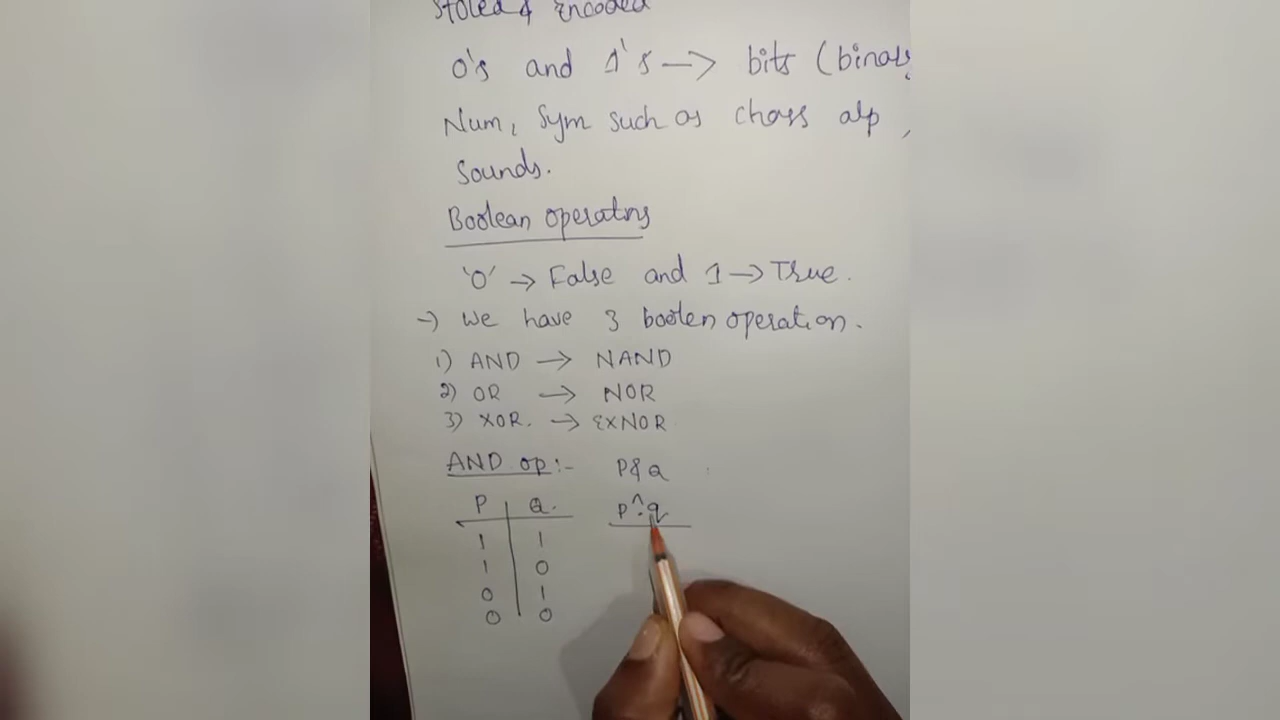 Stored & Encoded
0's and 1's → bits (binary
Num, Sym such as chars alp,
Sounds.
Boolean operatns
'0' → False and 1 → True.
→ We have 3 boolen operation.
1) AND → NAND
2) OR → NOR
3) XOR. → EXNOR
AND op:- P&Q
P Q. P^.q
1 1
1 0
0 1
0 0